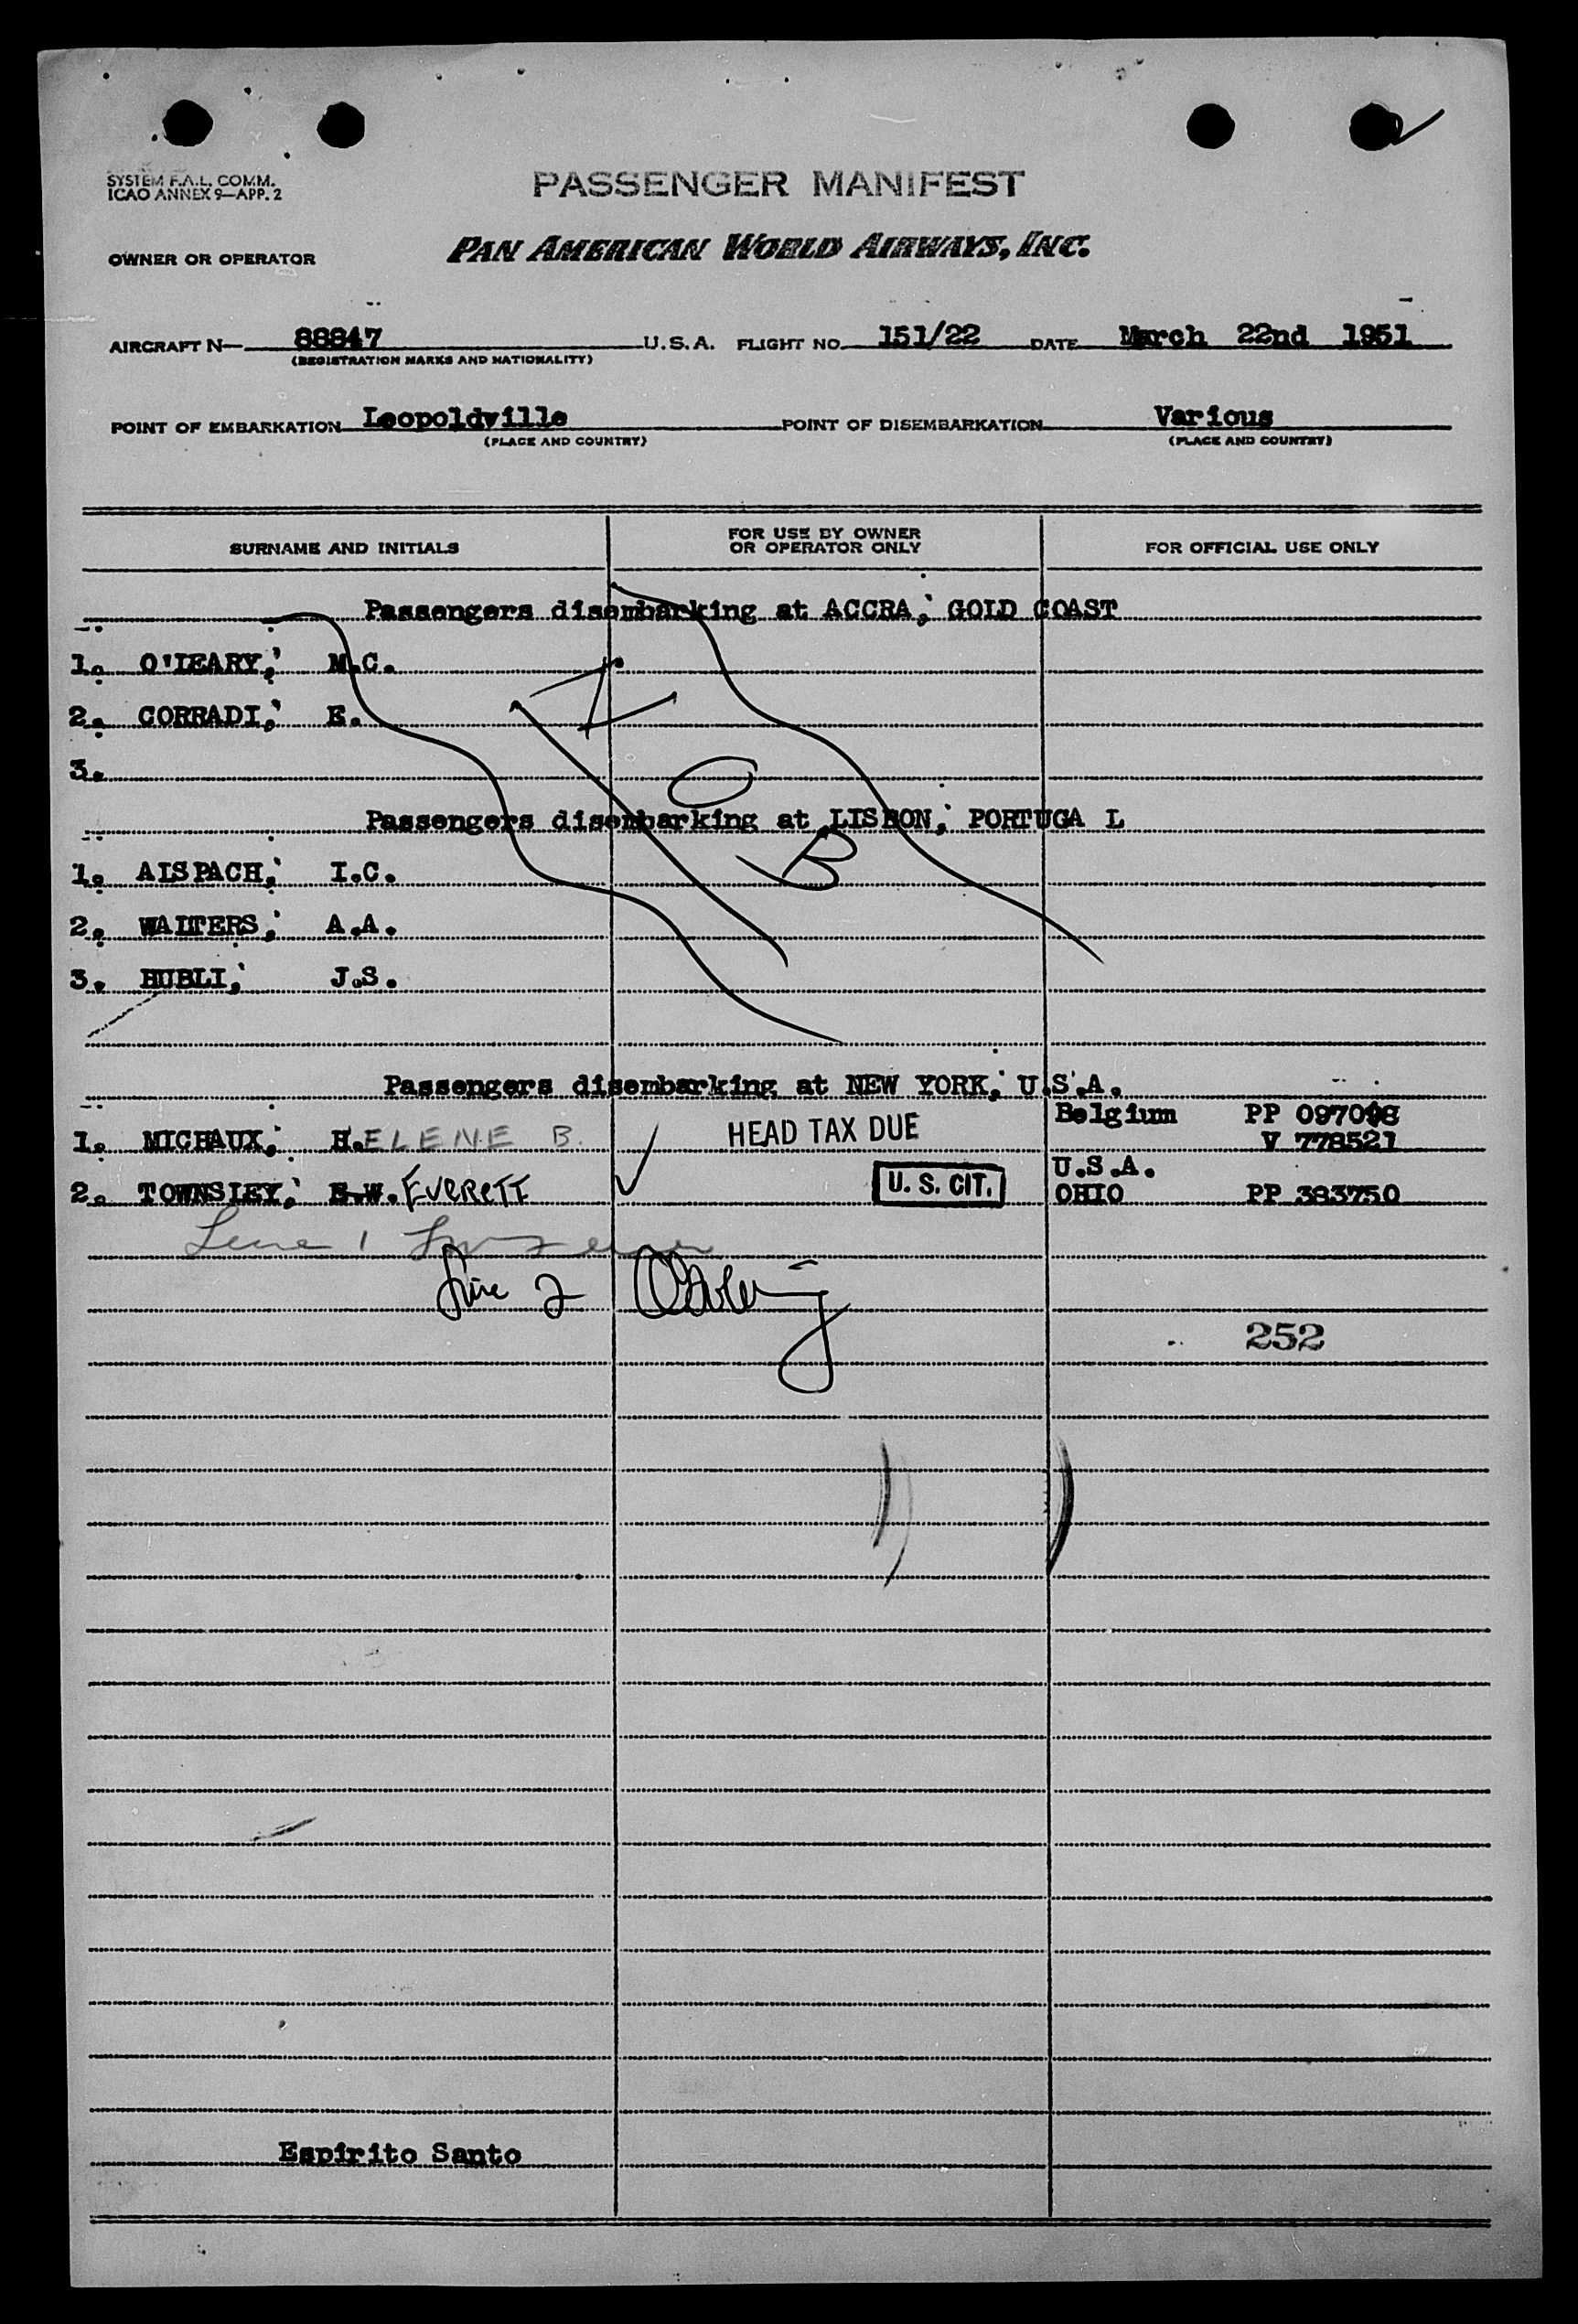 SYSTEM F.A.L. COMM.
ICAO ANNEX 9—APP. 2
PASSENGER MANIFEST
OWNER OR OPERATOR PAN AMERICAN WORLD AIRWAYS, INC.
AIRCRAFT N— 88847 U.S.A. FLIGHT NO. 151/22 DATE March 22nd 1951
(REGISTRATION MARKS AND NATIONALITY)
POINT OF EMBARKATION Leopoldville POINT OF DISEMBARKATION Various
(PLACE AND COUNTRY) (PLACE AND COUNTRY)
SURNAME AND INITIALS FOR USE BY OWNER OR OPERATOR ONLY FOR OFFICIAL USE ONLY
Passengers disembarking at ACCRA, GOLD COAST
1. O'LEARY, M.C.
2. CORRADI, E.
3.
Passengers disembarking at LISBON, PORTUGA L
1. ALSPACH, I.C.
2. WALTERS, A.A.
3. HUBLI, J.S.
Passengers disembarking at NEW YORK, U.S.A.
1. MICHAUX, H.ELENE B. HEAD TAX DUE Belgium PP 097098
V 778521
2. TOWNSLEY, E.W. EVERETT U. S. CIT. U.S.A.
OHIO PP 383750
Line 1
Line 2
252
Espirito Santo